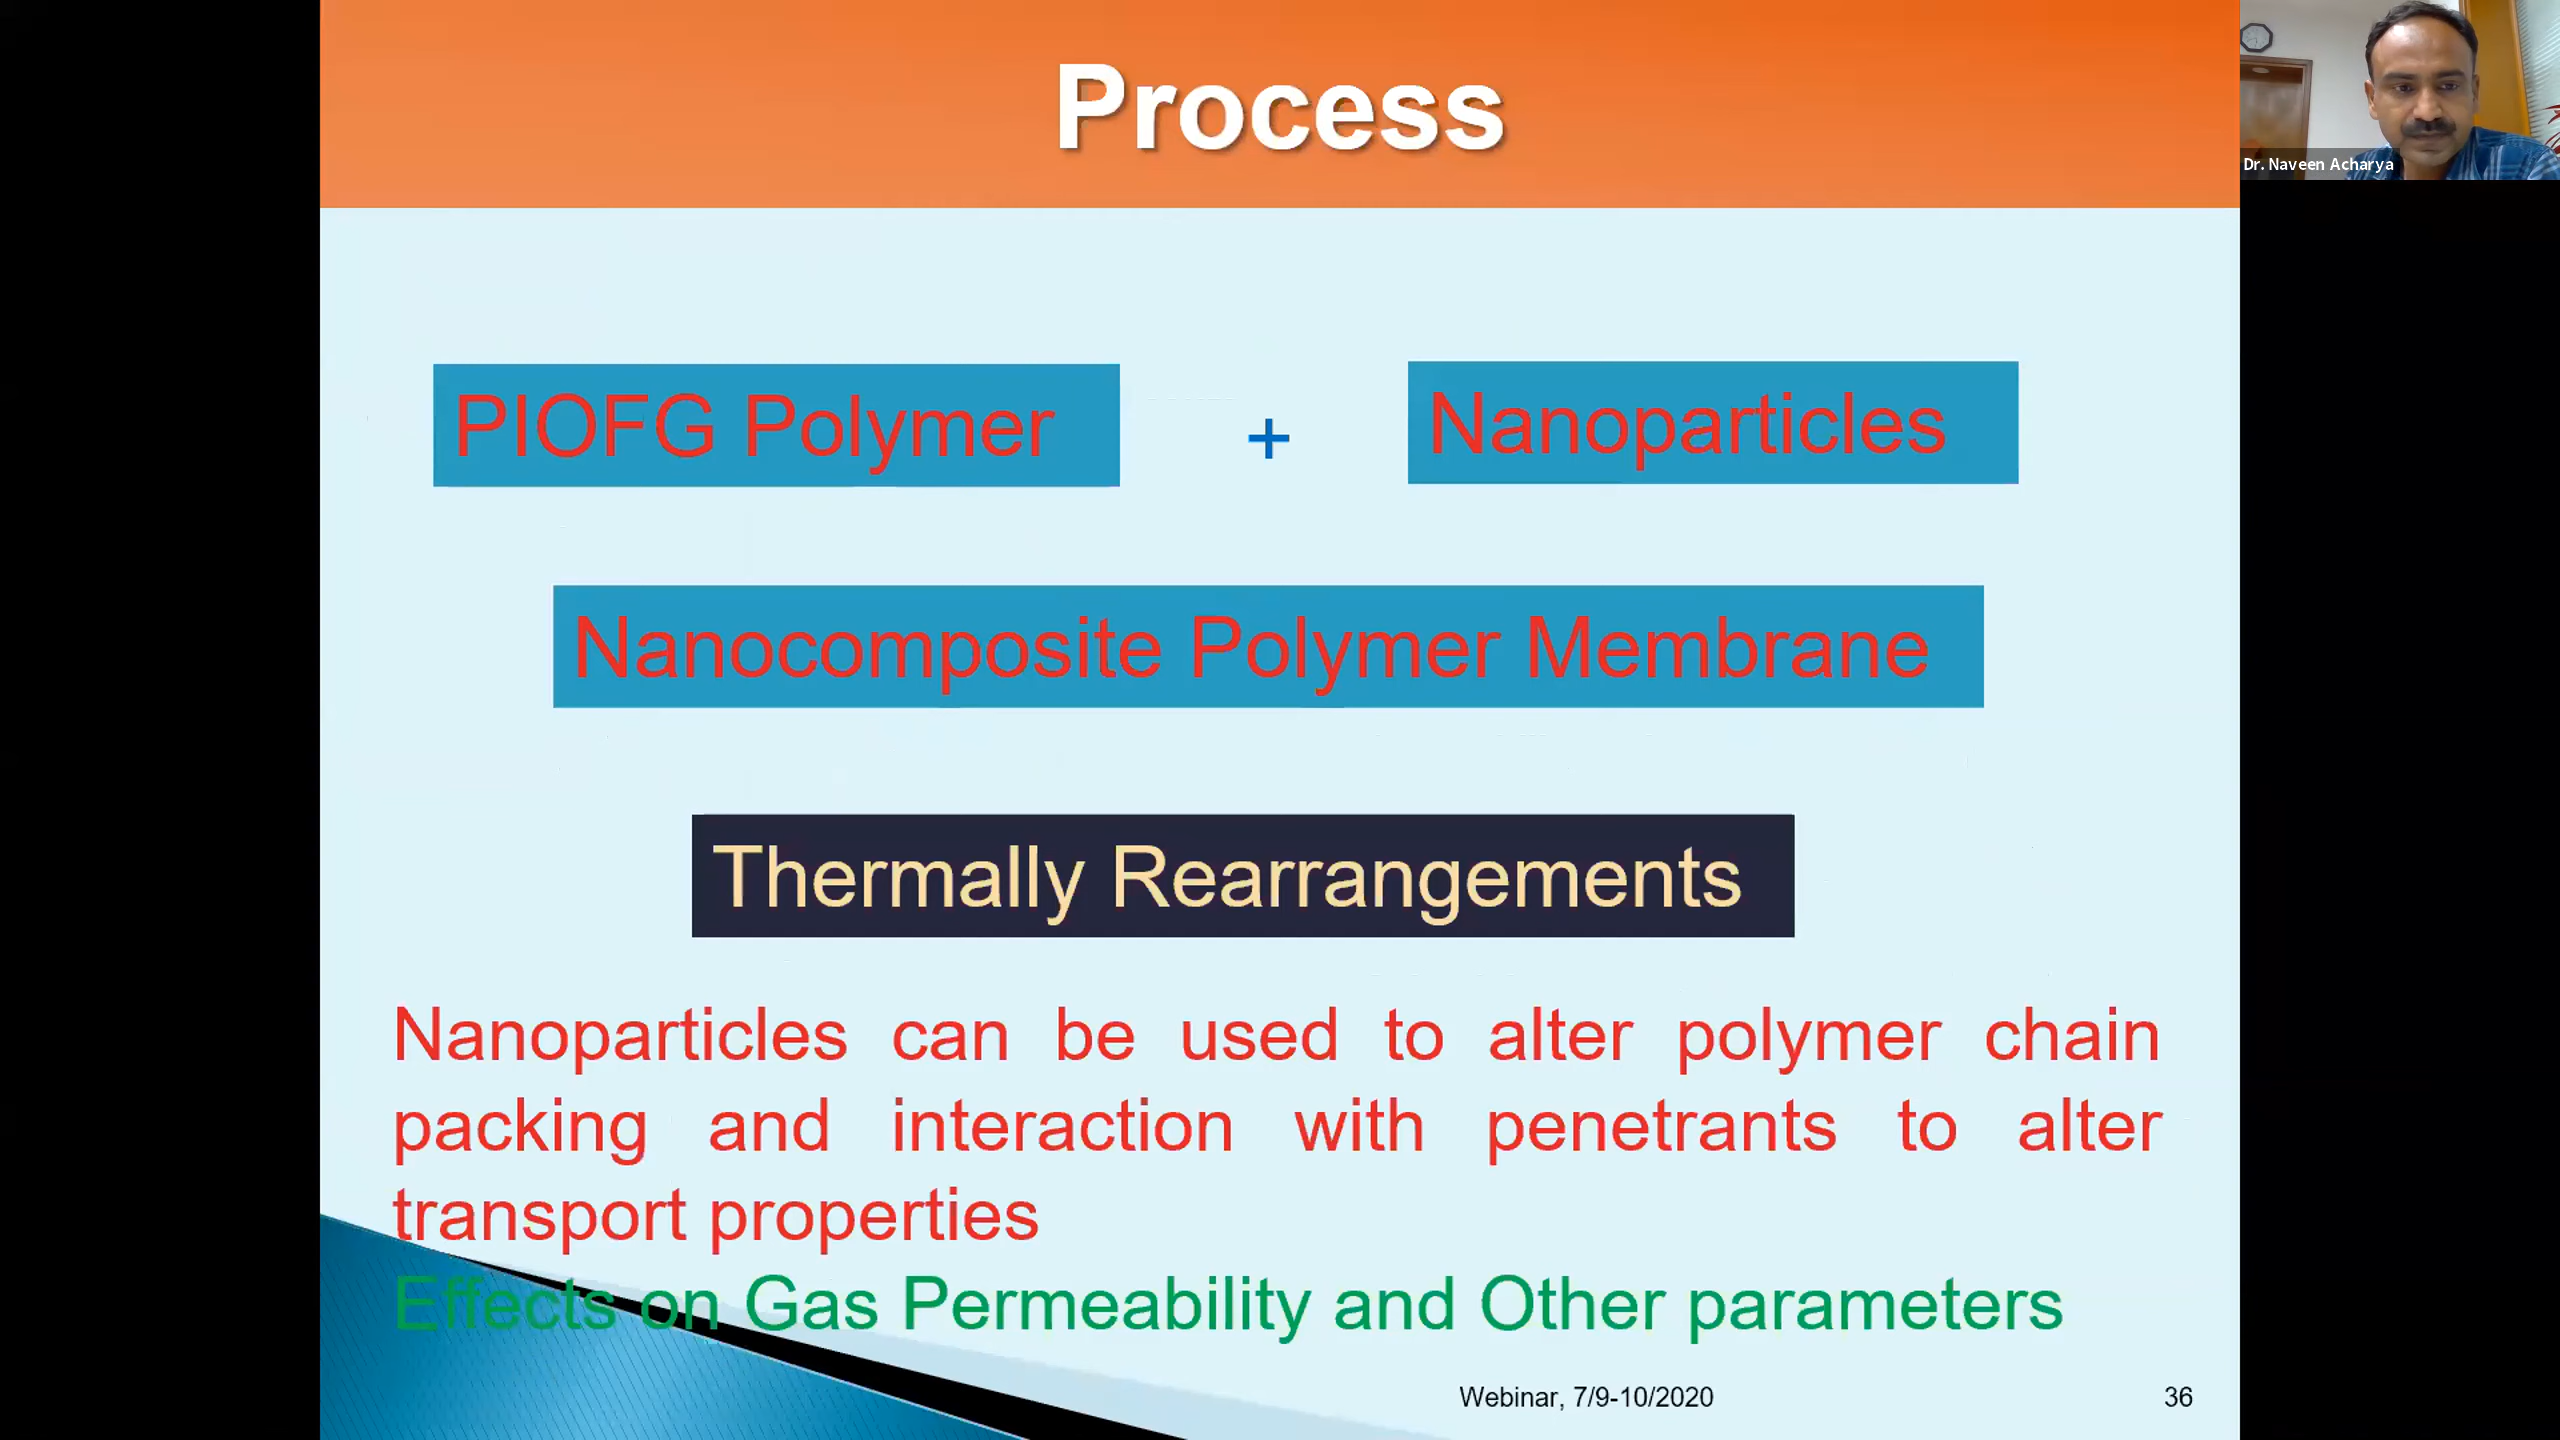 Process
Dr. Naveen Acharya
PIOFG Polymer + Nanoparticles
Nanocomposite Polymer Membrane
Thermally Rearrangements
Nanoparticles can be used to alter polymer chain
packing and interaction with penetrants to alter
transport properties
Effects on Gas Permeability and Other parameters
Webinar, 7/9-10/2020
36